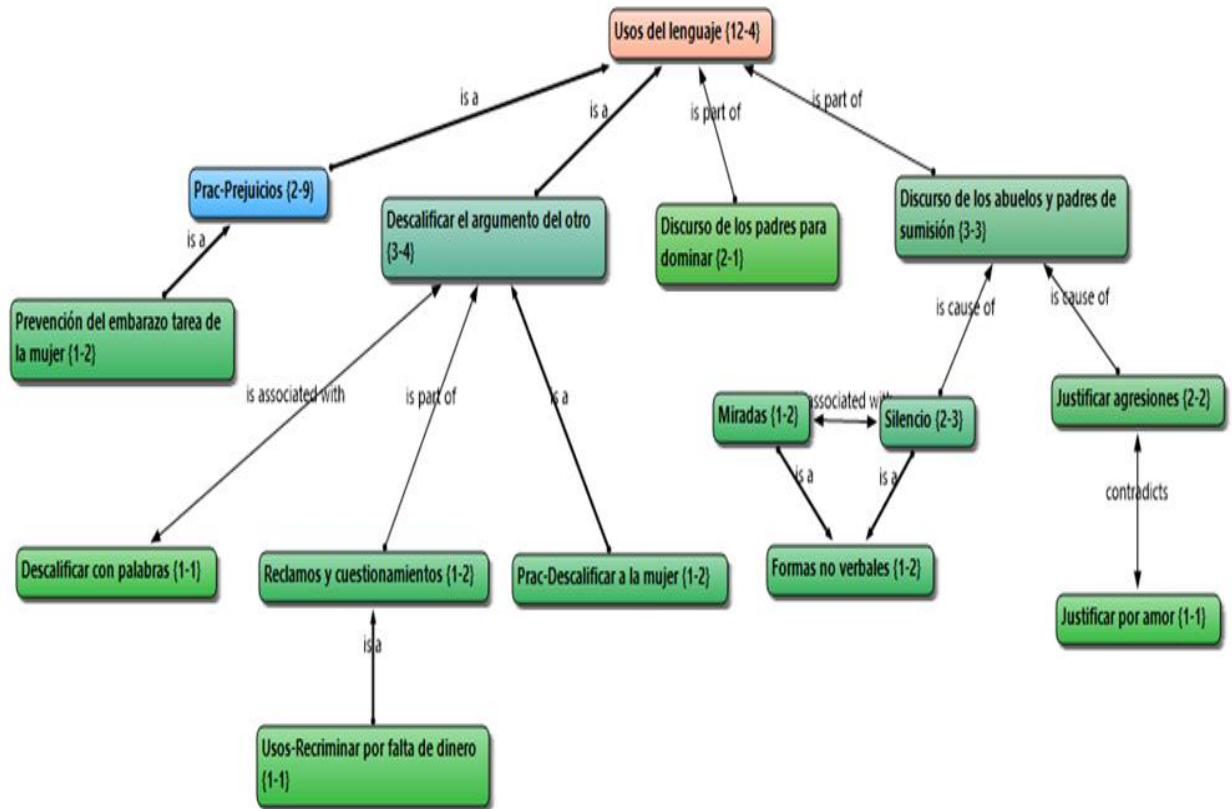 Usos del lenguaje {12-4}
is a
is a
is part of
is part of
Prac-Prejuicios {2-9}
Descalificar el argumento del otro
{3-4}
Discurso de los padres para
dominar {2-1}
Discurso de los abuelos y padres de
sumisión {3-3}
is a
Prevención del embarazo tarea de
la mujer {1-2}
is cause of
is cause of
is associated with
is part of
is a
Miradas {1-2}
associated with
Silencio {2-3}
Justificar agresiones {2-2}
is a
is a
contradicts
Descalificar con palabras {1-1}
Reclamos y cuestionamientos {1-2}
Prac-Descalificar a la mujer {1-2}
Formas no verbales {1-2}
Justificar por amor {1-1}
is a
Usos-Recriminar por falta de dinero
{1-1}